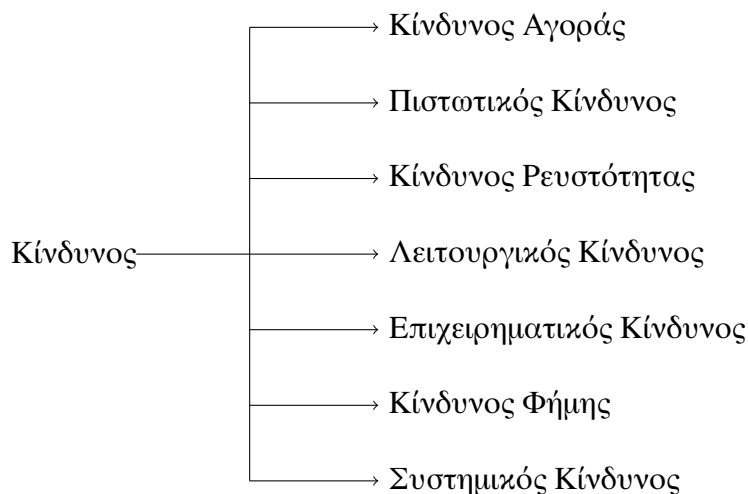 Κίνδυνος Αγοράς
Πιστωτικός Κίνδυνος
Κίνδυνος Ρευστότητας
Κίνδυνος
Λειτουργικός Κίνδυνος
Επιχειρηματικός Κίνδυνος
Κίνδυνος Φήμης
Συστημικός Κίνδυνος